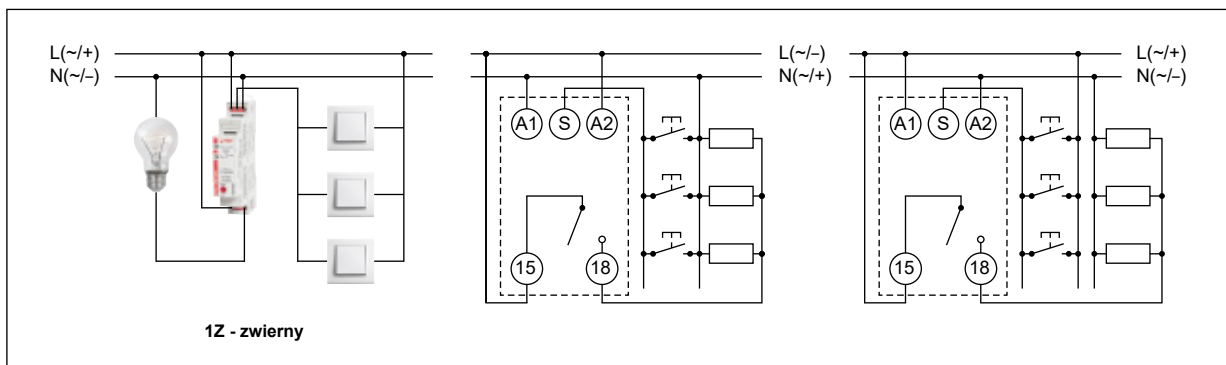 L(~/+)
N(~/–)
1Z - zwierny
L(~/–)
N(~/+)
A1 S A2
15 18
L(~/+)
N(~/–)
A1 S A2
15 18